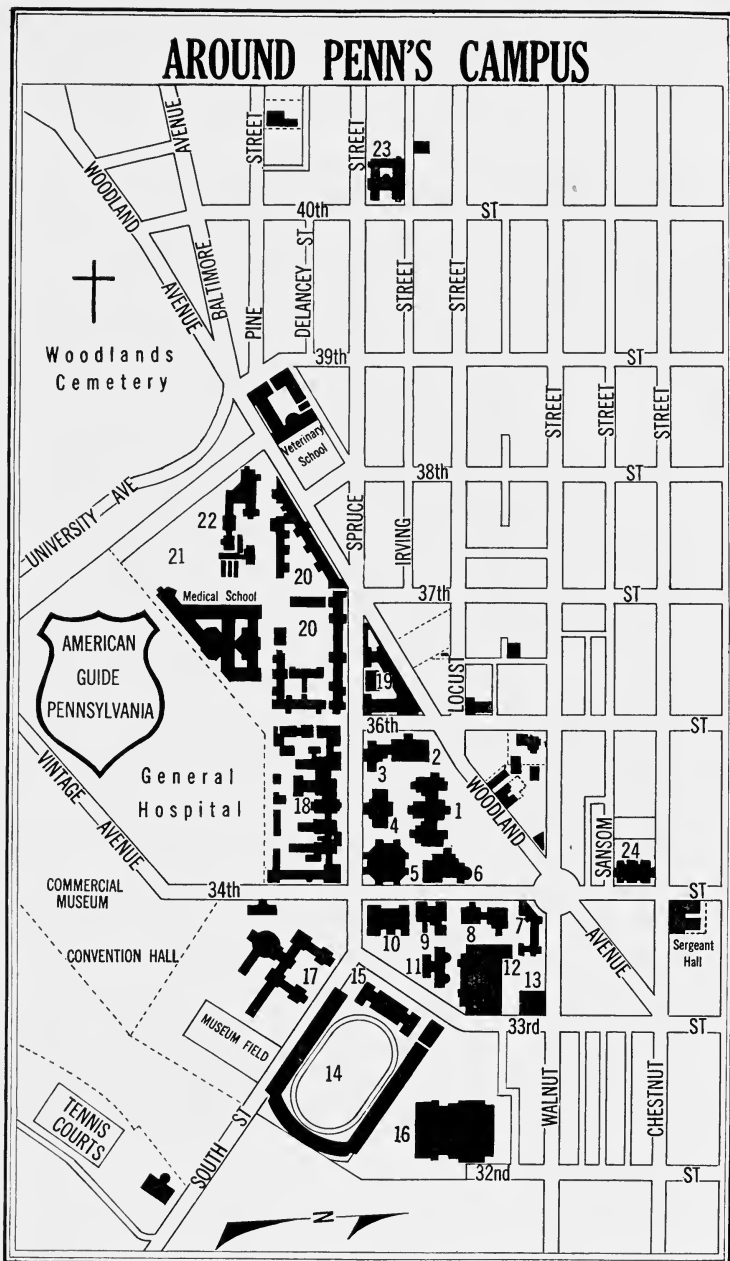 AROUND PENN'S CAMPUS
WOODLAND
AVENUE
AVENUE
BALTIMORE
STREET
PINE
STREET
23
40th
ST
DELANCEY ST
STREET
STREET
Woodlands
Cemetery
39th
ST
STREET
STREET
STREET
Veterinary
School
38th
ST
UNIVERSITY AVE
22
21
20
SPRUCE
IRVING
37th
ST
Medical School
20
AMERICAN
GUIDE
PENNSYLVANIA
19
LOCUST
36th
ST
2
3
General
Hospital
18
4
1
WOODLAND
AVENUE
VINTAGE
AVENUE
SANSOM
24
5
6
34th
ST
COMMERCIAL
MUSEUM
CONVENTION HALL
10
9
8
7
11
12
13
Sergeant
Hall
17
15
33rd
ST
MUSEUM FIELD
14
WALNUT
CHESTNUT
TENNIS
COURTS
SOUTH ST
16
32nd
ST
N